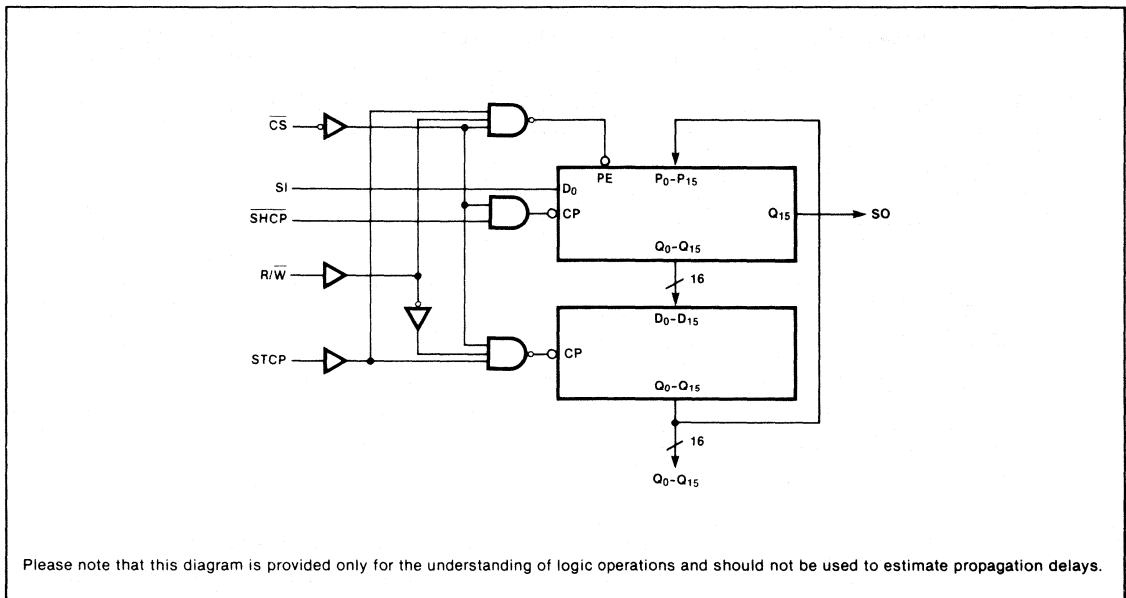 CS
SI
SHCP
R/W
STCP
PE
P0-P15
D0
CP
Q15
SO
Q0-Q15
16
D0-D15
CP
Q0-Q15
16
Q0-Q15
Please note that this diagram is provided only for the understanding of logic operations and should not be used to estimate propagation delays.